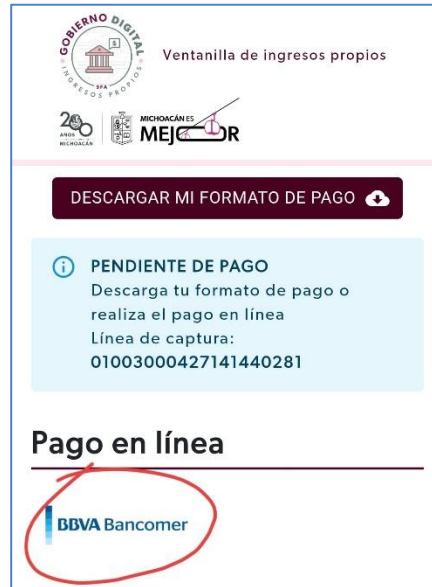 GOBIERNO DIGITAL
INGRESOS PROPIOS
SFA
$
Ventanilla de ingresos propios
200
AÑOS
MICHOACÁN
MICHOACÁN ES
MEJOR
DESCARGAR MI FORMATO DE PAGO
PENDIENTE DE PAGO
Descarga tu formato de pago o
realiza el pago en línea
Línea de captura:
01003000427141440281
Pago en línea
BBVA Bancomer